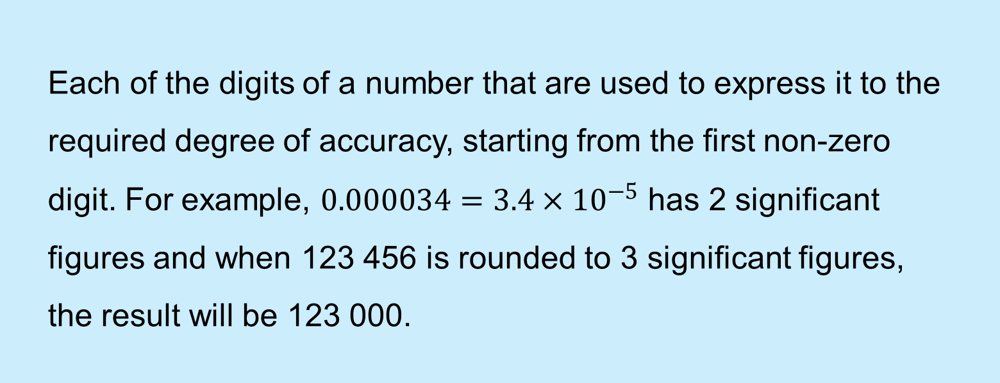 Each of the digits of a number that are used to express it to the
required degree of accuracy, starting from the first non-zero
digit. For example, 0.000034 = 3.4 × 10⁻⁵ has 2 significant
figures and when 123 456 is rounded to 3 significant figures,
the result will be 123 000.